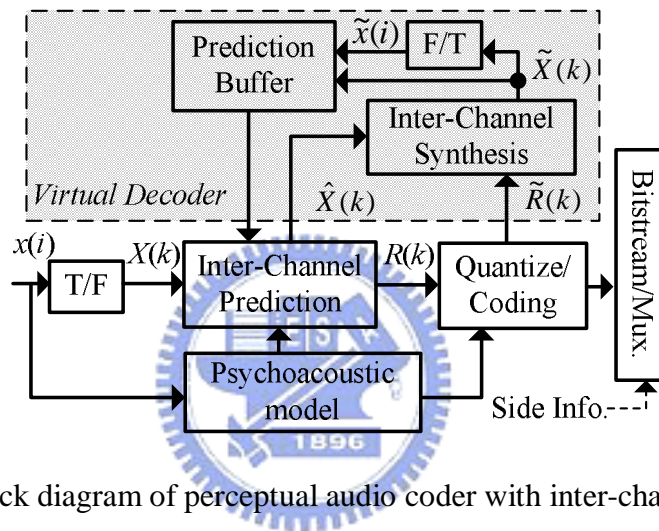 Prediction
Buffer
x̃(i)
F/T
X̃(k)
Inter-Channel
Synthesis
Virtual Decoder
X̂(k)
R̃(k)
Bitstream/Mux.
x(i)
T/F
X(k)
Inter-Channel
Prediction
R(k)
Quantize/
Coding
Psychoacoustic
model
Side Info.
1896
ck diagram of perceptual audio coder with inter-cha